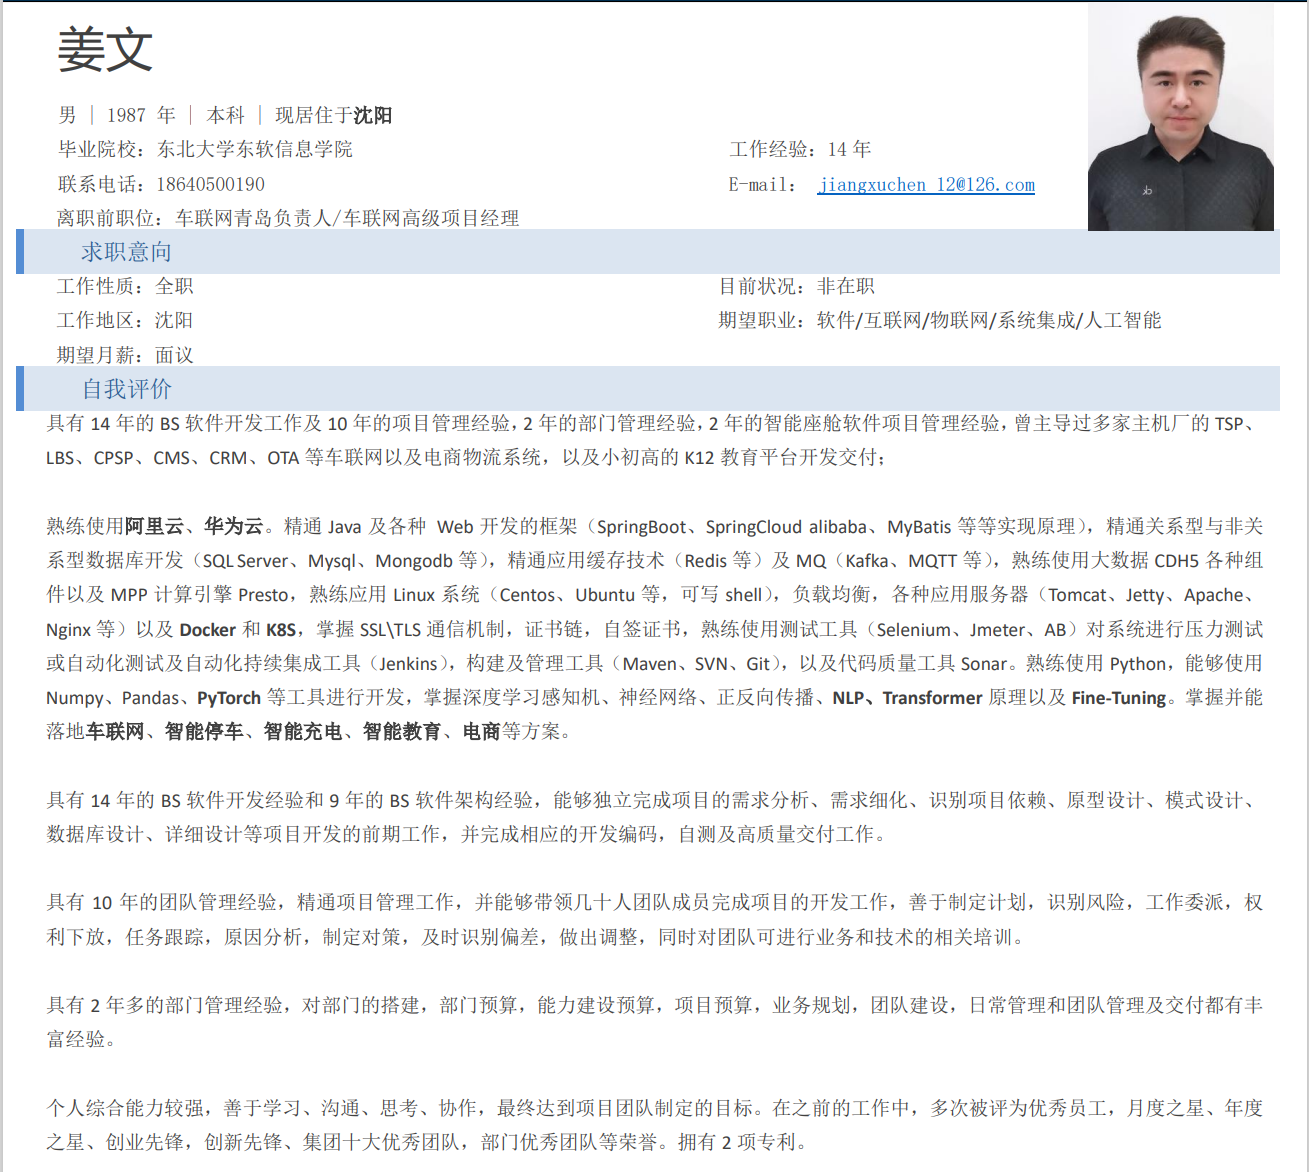 姜文
男 | 1987 年 | 本科 | 现居住于沈阳
毕业院校：东北大学东软信息学院 工作经验：14 年
联系电话：18640500190 E-mail： jiangxuchen_12@126.com
离职前职位：车联网青岛负责人/车联网高级项目经理
求职意向
工作性质：全职 目前状况：非在职
工作地区：沈阳 期望职业：软件/互联网/物联网/系统集成/人工智能
期望月薪：面议
自我评价
具有 14 年的 BS 软件开发工作及 10 年的项目管理经验，2 年的部门管理经验，2 年的智能座舱软件项目管理经验，曾主导过多家主机厂的 TSP、
LBS、CPSP、CMS、CRM、OTA 等车联网以及电商物流系统，以及小初高的 K12 教育平台开发交付；
熟练使用阿里云、华为云。精通 Java 及各种 Web 开发的框架（SpringBoot、SpringCloud alibaba、MyBatis 等等实现原理），精通关系型与非关
系型数据库开发（SQL Server、Mysql、Mongodb 等），精通应用缓存技术（Redis 等）及 MQ（Kafka、MQTT 等），熟练使用大数据 CDH5 各种组
件以及 MPP 计算引擎 Presto，熟练应用 Linux 系统（Centos、Ubuntu 等，可写 shell），负载均衡，各种应用服务器（Tomcat、Jetty、Apache、
Nginx 等）以及 Docker 和 K8S，掌握 SSL\TLS 通信机制，证书链，自签证书，熟练使用测试工具（Selenium、Jmeter、AB）对系统进行压力测试
或自动化测试及自动化持续集成工具（Jenkins），构建及管理工具（Maven、SVN、Git），以及代码质量工具 Sonar。熟练使用 Python，能够使用
Numpy、Pandas、PyTorch 等工具进行开发，掌握深度学习感知机、神经网络、正反向传播、NLP、Transformer 原理以及 Fine-Tuning。掌握并能
落地车联网、智能停车、智能充电、智能教育、电商等方案。
具有 14 年的 BS 软件开发经验和 9 年的 BS 软件架构经验，能够独立完成项目的需求分析、需求细化、识别项目依赖、原型设计、模式设计、
数据库设计、详细设计等项目开发的前期工作，并完成相应的开发编码，自测及高质量交付工作。
具有 10 年的团队管理经验，精通项目管理工作，并能够带领几十人团队成员完成项目的开发工作，善于制定计划，识别风险，工作委派，权
利下放，任务跟踪，原因分析，制定对策，及时识别偏差，做出调整，同时对团队可进行业务和技术的相关培训。
具有 2 年多的部门管理经验，对部门的搭建，部门预算，能力建设预算，项目预算，业务规划，团队建设，日常管理和团队管理及交付都有丰
富经验。
个人综合能力较强，善于学习、沟通、思考、协作，最终达到项目团队制定的目标。在之前的工作中，多次被评为优秀员工，月度之星、年度
之星、创业先锋，创新先锋、集团十大优秀团队，部门优秀团队等荣誉。拥有 2 项专利。